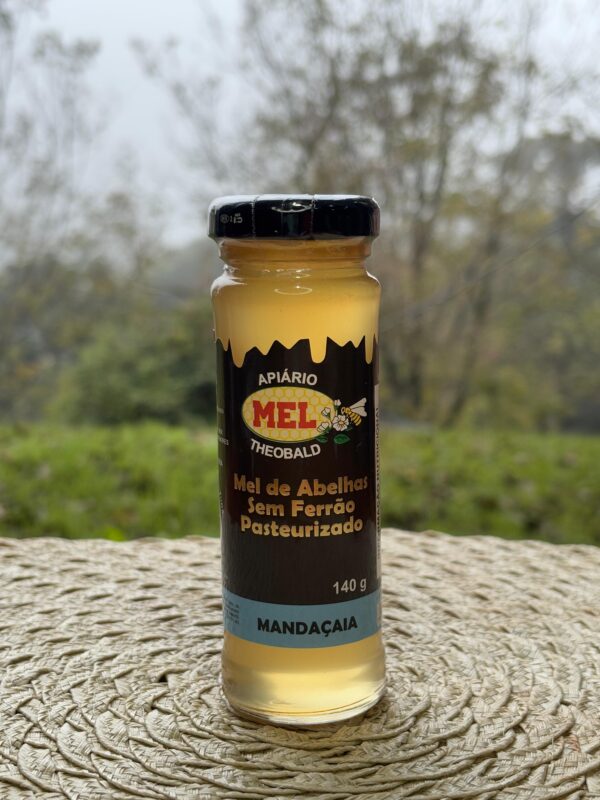 APIÁRIO
MEL
THEOBALD
Mel de Abelhas
Sem Ferrão
Pasteurizado
140 g
MANDAÇAIA